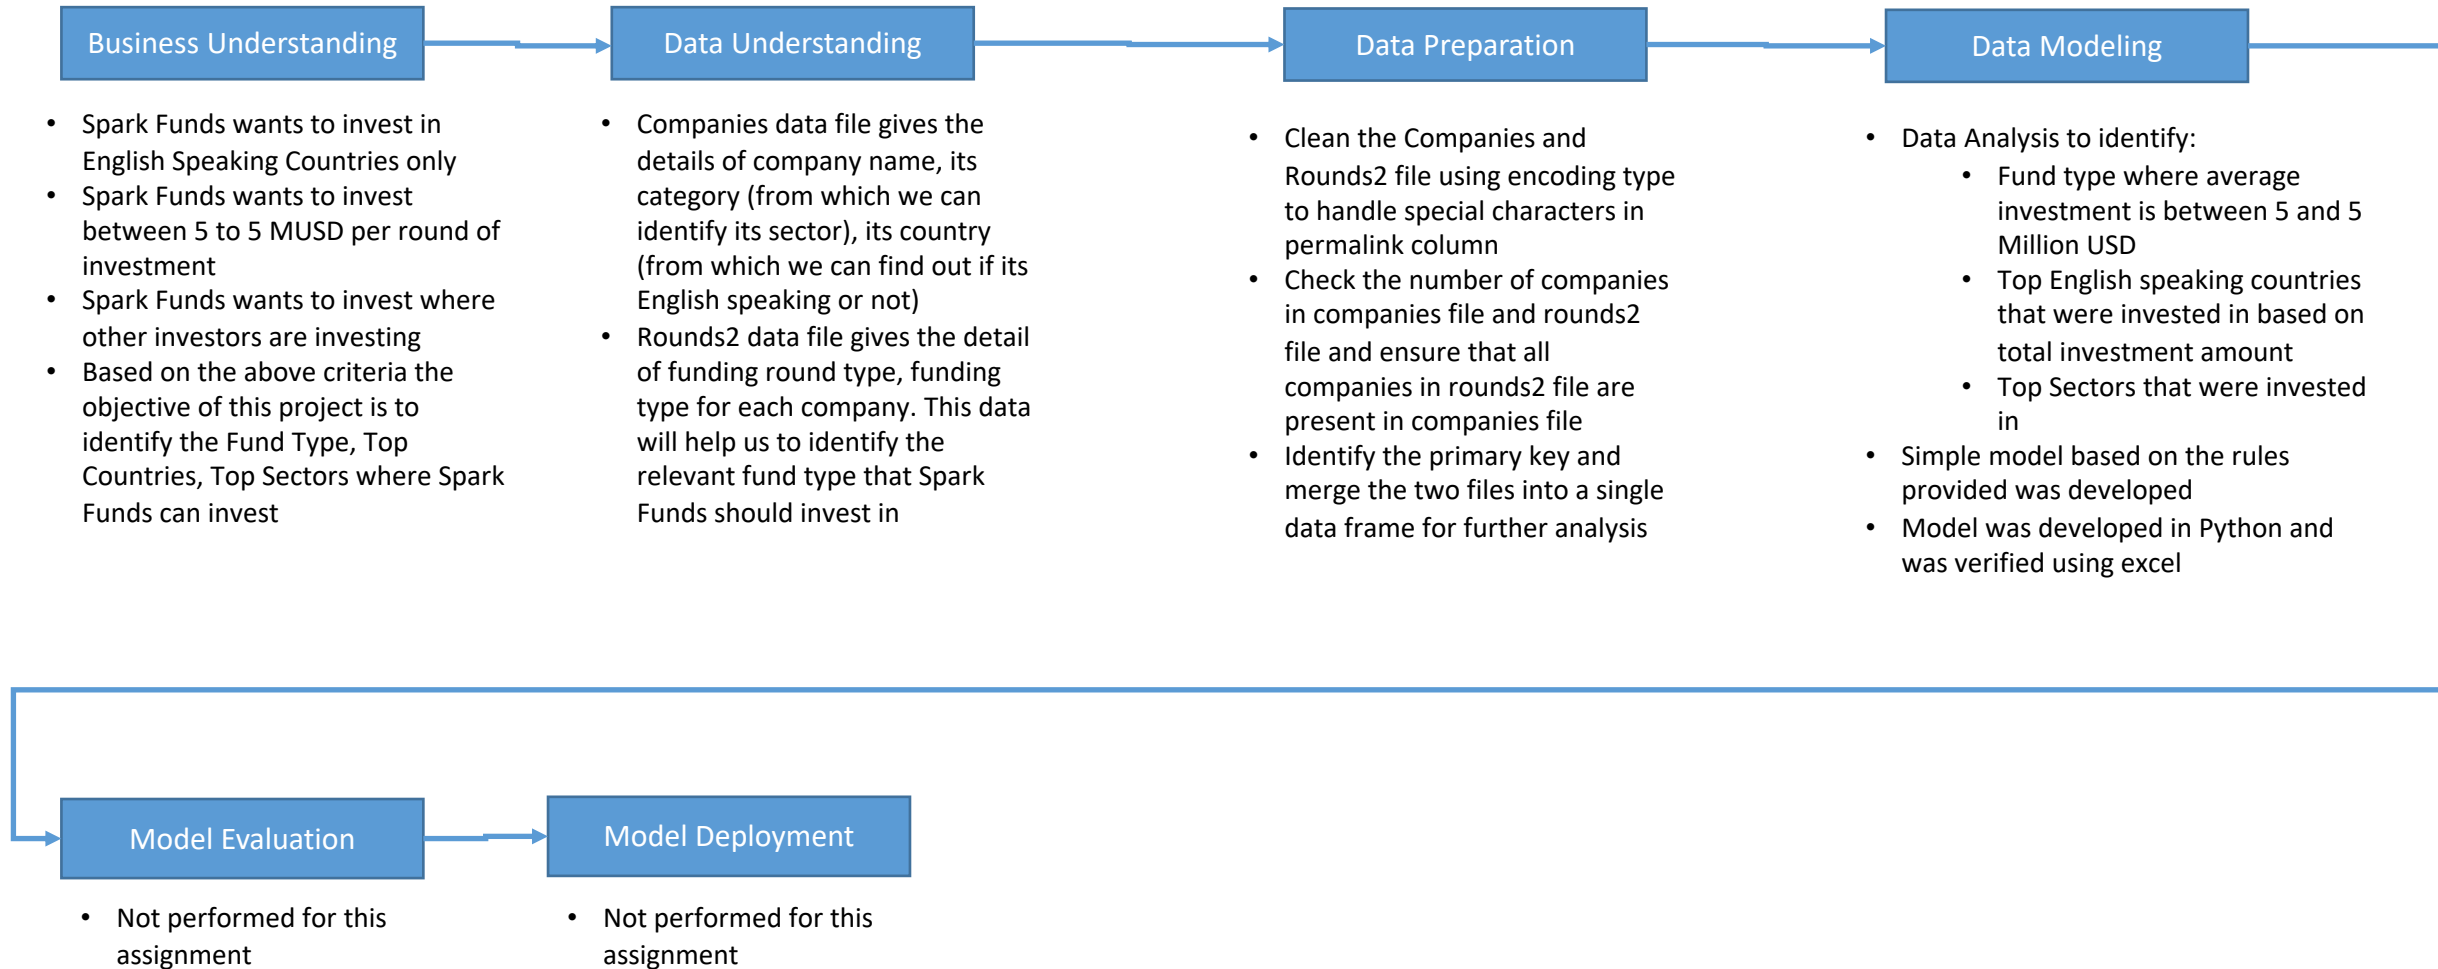 Business Understanding
• Spark Funds wants to invest in
English Speaking Countries only
• Spark Funds wants to invest
between 5 to 5 MUSD per round of
investment
• Spark Funds wants to invest where
other investors are investing
• Based on the above criteria the
objective of this project is to
identify the Fund Type, Top
Countries, Top Sectors where Spark
Funds can invest
Data Understanding
• Companies data file gives the
details of company name, its
category (from which we can
identify its sector), its country
(from which we can find out if its
English speaking or not)
• Rounds2 data file gives the detail
of funding round type, funding
type for each company. This data
will help us to identify the
relevant fund type that Spark
Funds should invest in
Data Preparation
• Clean the Companies and
Rounds2 file using encoding type
to handle special characters in
permalink column
• Check the number of companies
in companies file and rounds2
file and ensure that all
companies in rounds2 file are
present in companies file
• Identify the primary key and
merge the two files into a single
data frame for further analysis
Data Modeling
• Data Analysis to identify:
• Fund type where average
investment is between 5 and 5
Million USD
• Top English speaking countries
that were invested in based on
total investment amount
• Top Sectors that were invested
in
• Simple model based on the rules
provided was developed
• Model was developed in Python and
was verified using excel
Model Evaluation
• Not performed for this
assignment
Model Deployment
• Not performed for this
assignment